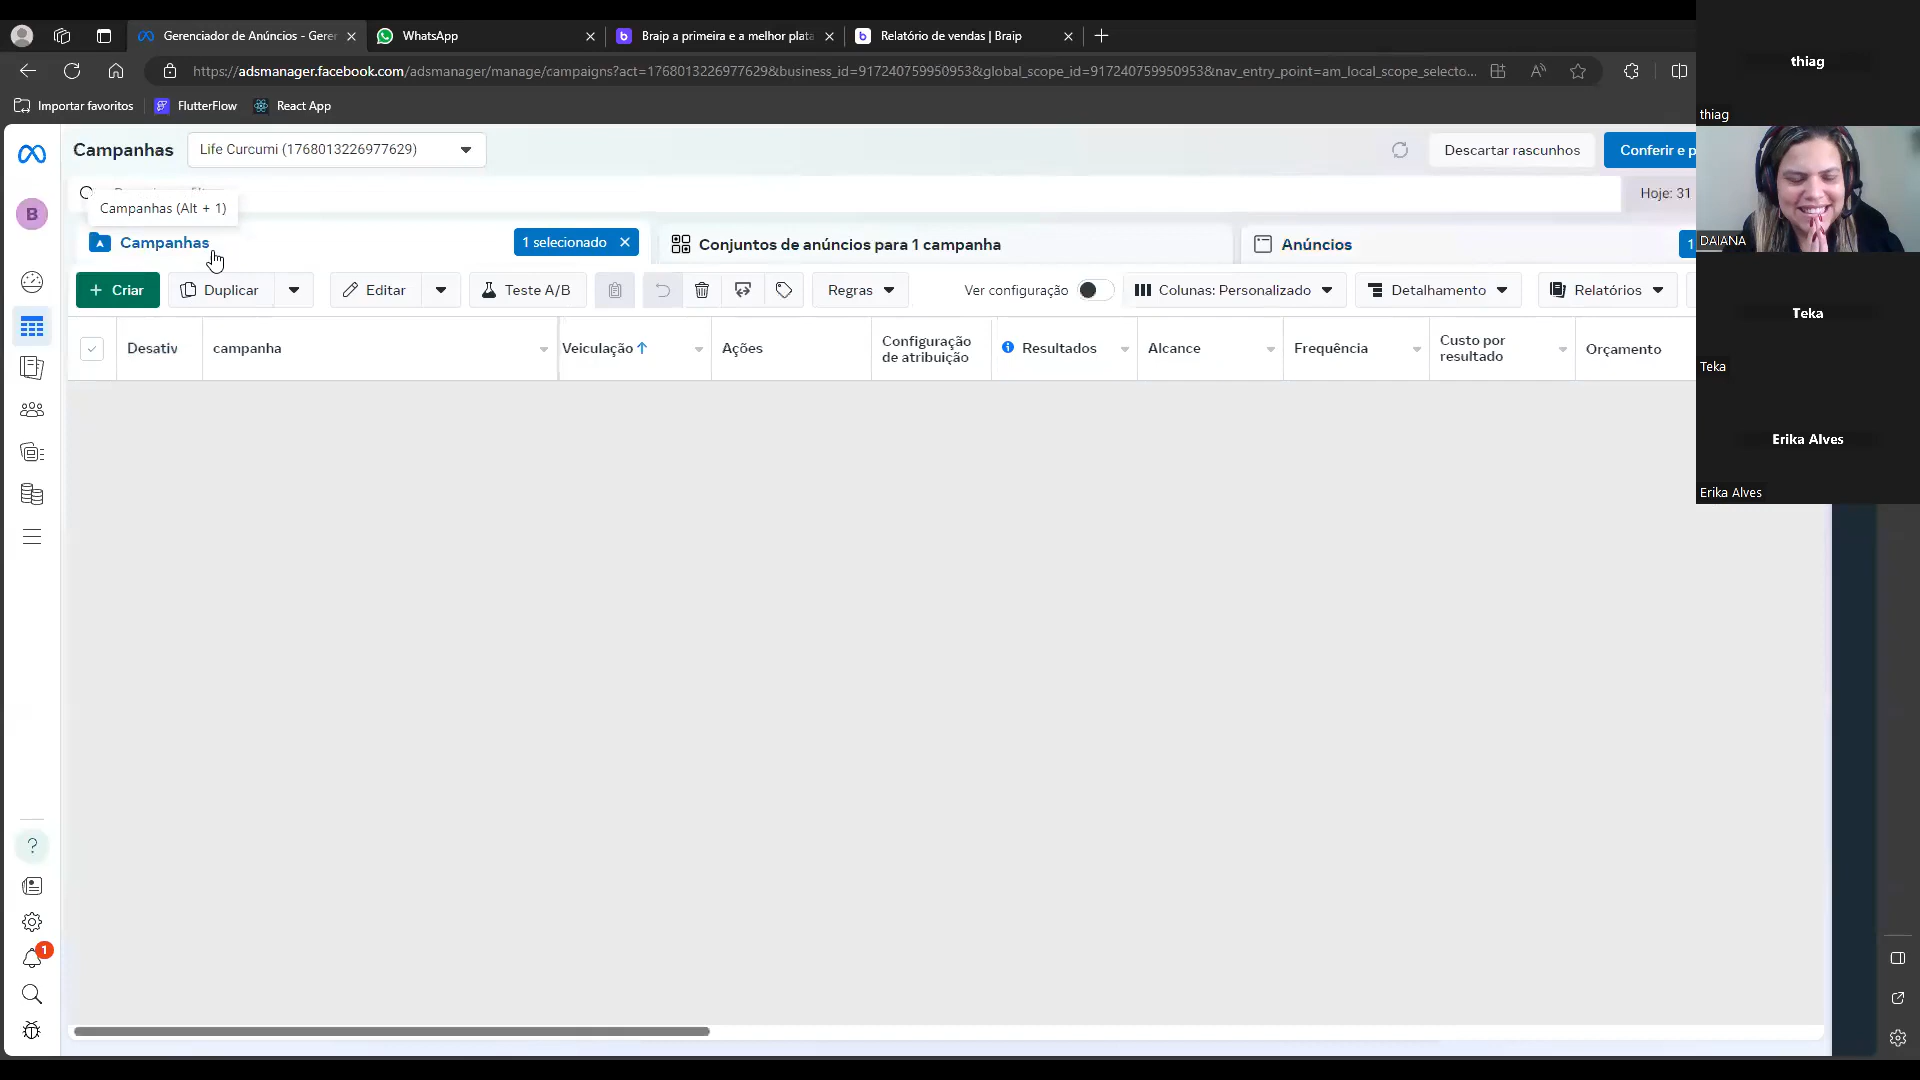 Gerenciador de Anúncios - Geren
WhatsApp
Braip a primeira e a melhor plata
Relatório de vendas | Braip
https://adsmanager.facebook.com/adsmanager/manage/campaigns?act=1768013226977629&business_id=917240759950953&global_scope_id=917240759950953&nav_entry_point=am_local_scope_selecto...
Importar favoritos
FlutterFlow
React App
Campanhas
Life Curcumi (1768013226977629)
Descartar rascunhos
Conferir e p
B
Hoje: 31
Campanhas (Alt + 1)
Campanhas
1 selecionado
Conjuntos de anúncios para 1 campanha
Anúncios
1
+ Criar
Duplicar
Editar
Teste A/B
Regras
Ver configuração
Colunas: Personalizado
Detalhamento
Relatórios
Desativ
campanha
Veiculação
Ações
Configuração
de atribuição
Resultados
Alcance
Frequência
Custo por
resultado
Orçamento
1
thiag
thiag
DAIANA
Teka
Teka
Erika Alves
Erika Alves